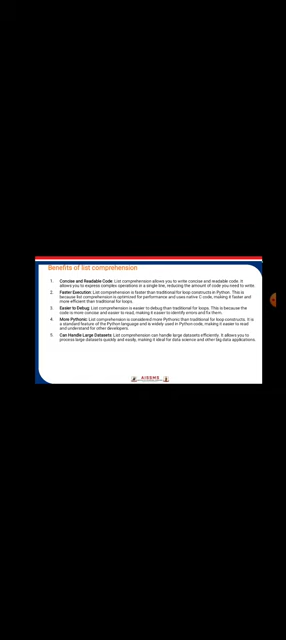 Benefits of list comprehension
1. Concise and Readable Code: List comprehension allows you to write concise and readable code. It
allows you to express complex operations in a single line, reducing the amount of code you need to write.
2. Faster Execution: List comprehension is faster than traditional for loop constructs in Python. This is
because list comprehension is optimized for performance and uses native C code, making it faster and
more efficient than traditional for loops.
3. Easier to Debug: List comprehension is easier to debug than traditional for loops. This is because the
code is more concise and easier to read, making it easier to identify errors and fix them.
4. More Pythonic: List comprehension is considered more Pythonic than traditional for loop constructs. It is
a standard feature of the Python language and is widely used in Python code, making it easier to read
and understand for other developers.
5. Can Handle Large Datasets: List comprehension can handle large datasets efficiently. It allows you to
process large datasets quickly and easily, making it ideal for data science and other big data applications.